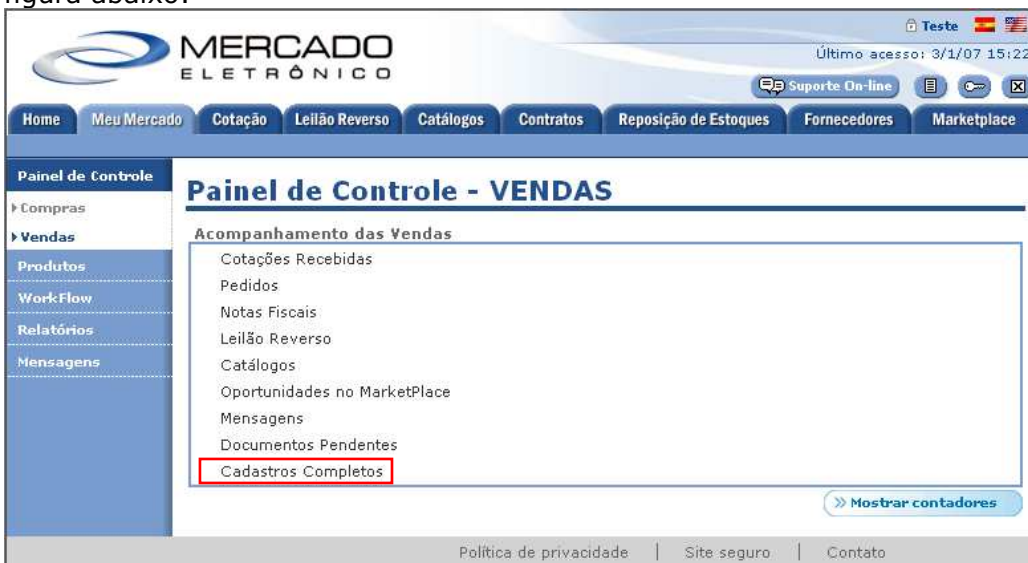 figura abaixo:
Teste
MERCADO
ELETRÔNICO
Último acesso: 3/1/07 15:22
Suporte On-line
Home Meu Mercado Cotação Leilão Reverso Catálogos Contratos Reposição de Estoques Fornecedores Marketplace
Painel de Controle
Compras
Vendas
Produtos
WorkFlow
Relatórios
Mensagens
Painel de Controle - VENDAS
Acompanhamento das Vendas
Cotações Recebidas
Pedidos
Notas Fiscais
Leilão Reverso
Catálogos
Oportunidades no MarketPlace
Mensagens
Documentos Pendentes
Cadastros Completos
>> Mostrar contadores
Política de privacidade | Site seguro | Contato